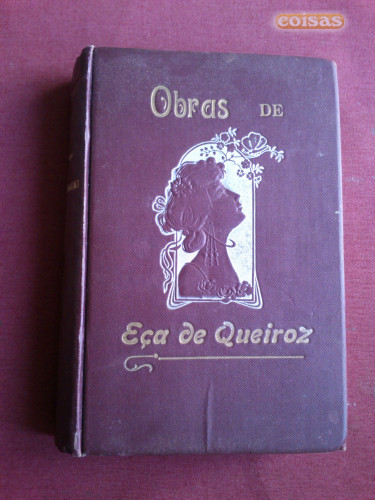 coisas
Obras DE
Eça de Queiroz